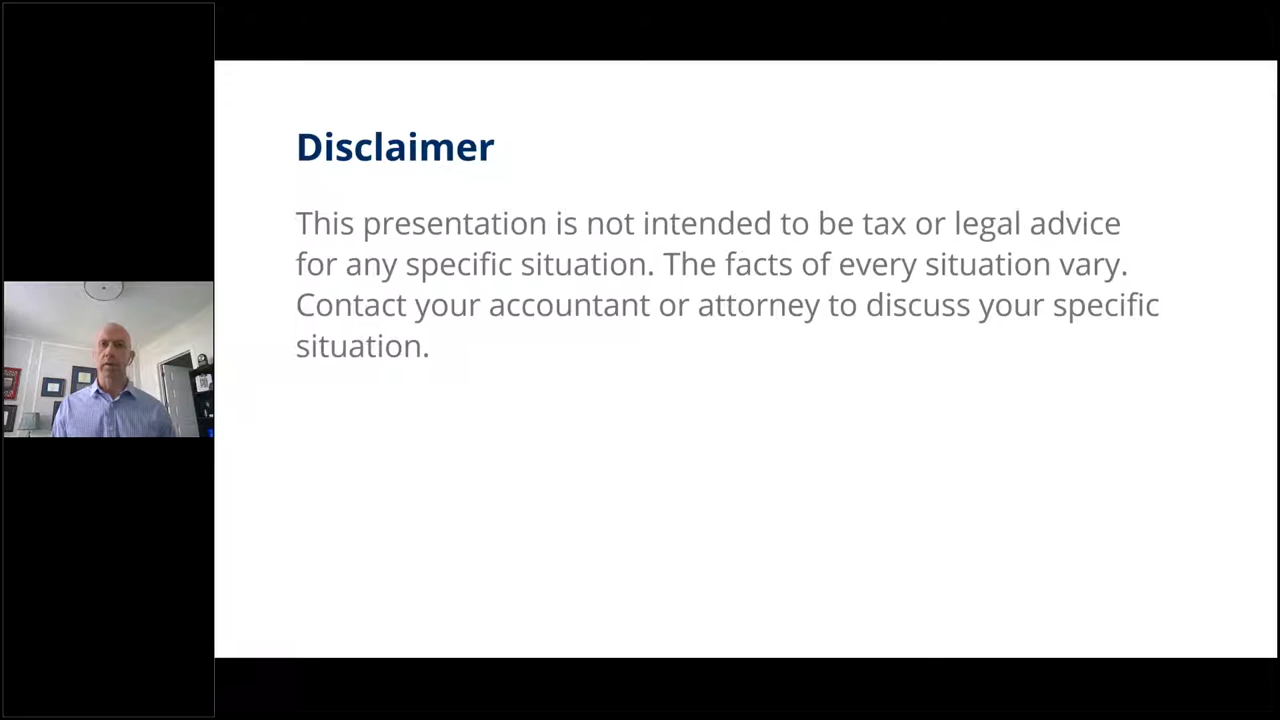 Disclaimer
This presentation is not intended to be tax or legal advice
for any specific situation. The facts of every situation vary.
Contact your accountant or attorney to discuss your specific
situation.